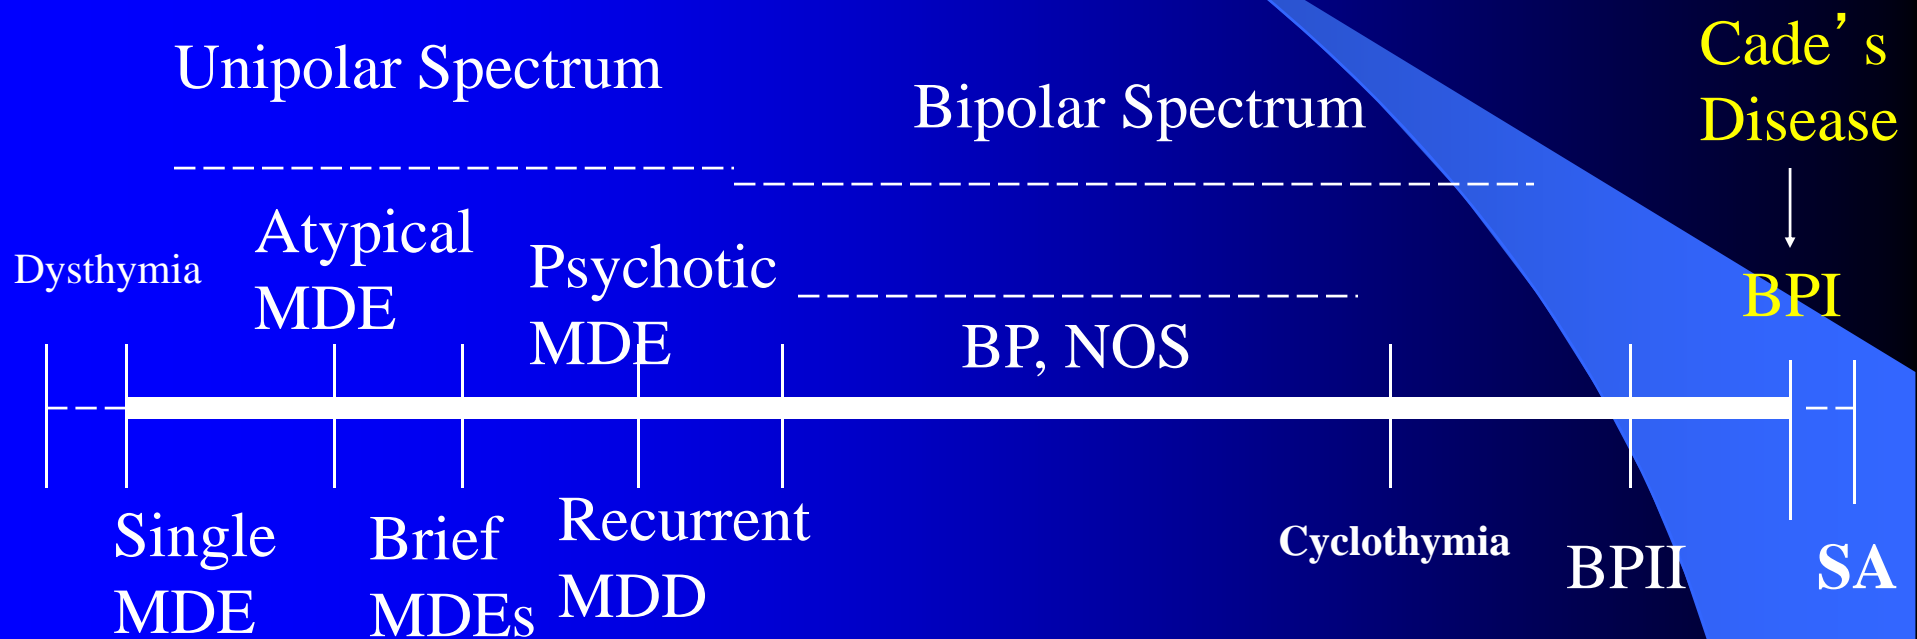 Unipolar Spectrum
Bipolar Spectrum
Cade’s
Disease
Dysthymia
Atypical
MDE
Psychotic
MDE
BP, NOS
BPI
Single
MDE
Brief
MDEs
Recurrent
MDD
Cyclothymia
BPII
SA